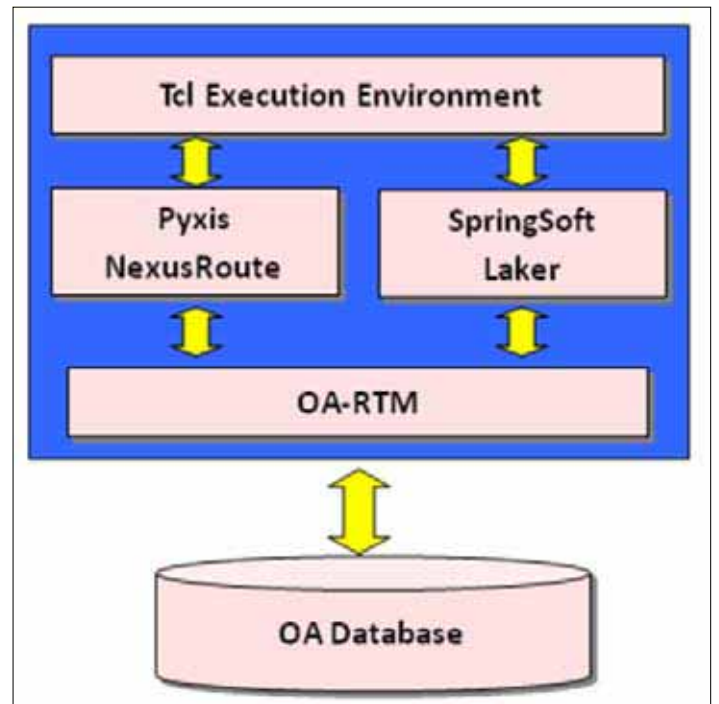 Tcl Execution Environment
Pyxis
NexusRoute
SpringSoft
Laker
OA-RTM
OA Database